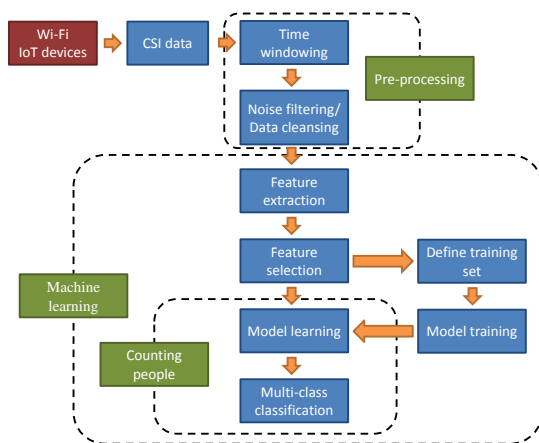 Wi-Fi
IoT devices
CSI data
Time
windowing
Pre-processing
Noise filtering/
Data cleansing
Feature
extraction
Feature
selection
Define training
set
Machine
learning
Model learning
Model training
Counting
people
Multi-class
classification